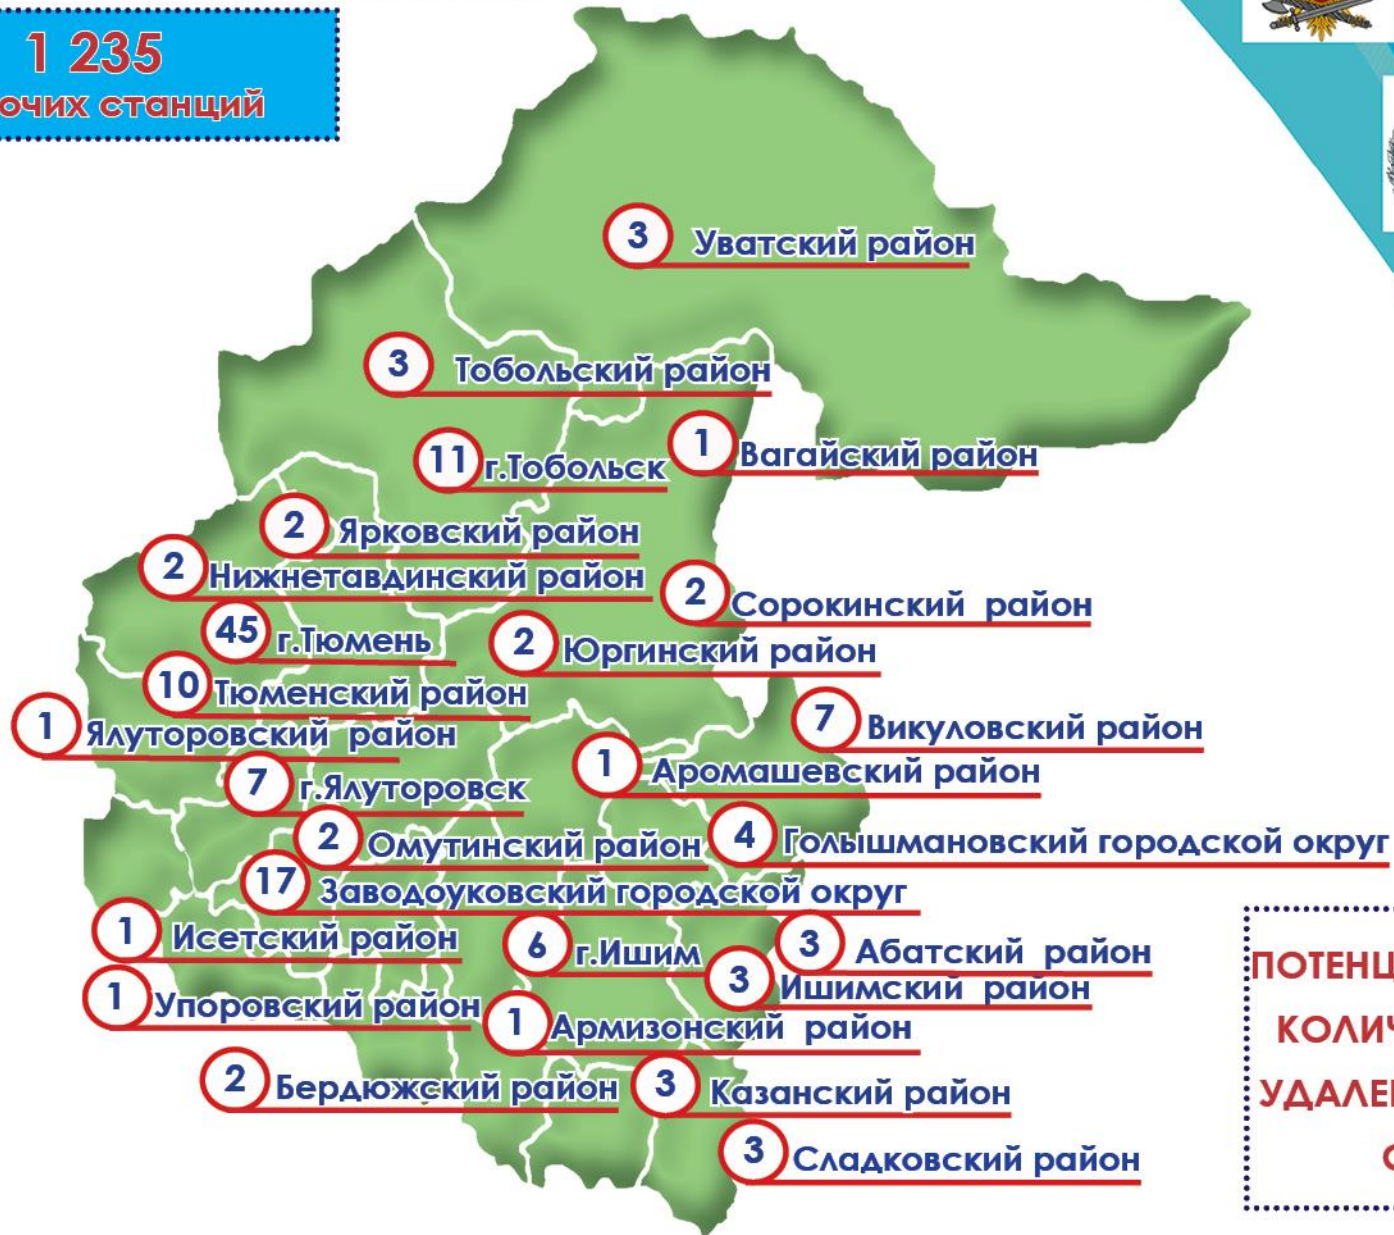 1 235
станций
3 Уватский район
3 Тобольский район
1 Вагайский район
11 г.Тобольск
2 Ярковский район
2 Нижнетавдинский район
2 Сорокинский район
45 г.Тюмень
2 Юргинский район
10 Тюменский район
1 Ялуторовский район
7 Викуловский район
1 Аромашевский район
7 г.Ялуторовск
2 Омутинский район
4 Голышмановский городской округ
17 Заводоуковский городской округ
1 Исетский район
6 г.Ишим
3 Абатский район
3 Ишимский район
1 Упоровский район
1 Армизонский район
2 Бердюжский район
3 Казанский район
3 Сладковский район